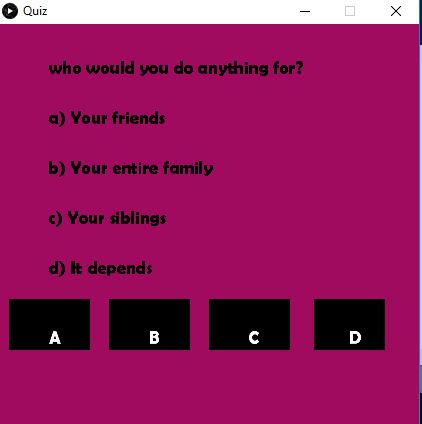 Quiz
who would you do anything for?
a) Your friends
b) Your entire family
c) Your siblings
d) It depends
A B C D